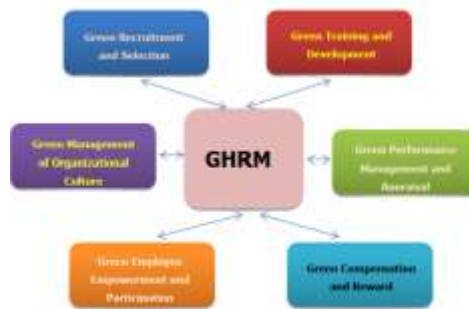 Green Recruitment
and Selection
Green Training and
Development
Green Management
of Organizational
Culture
GHRM
Green Performance
Management and
Appraisal
Green Employee
Empowerment and
Participation
Green Compensation
and Reward